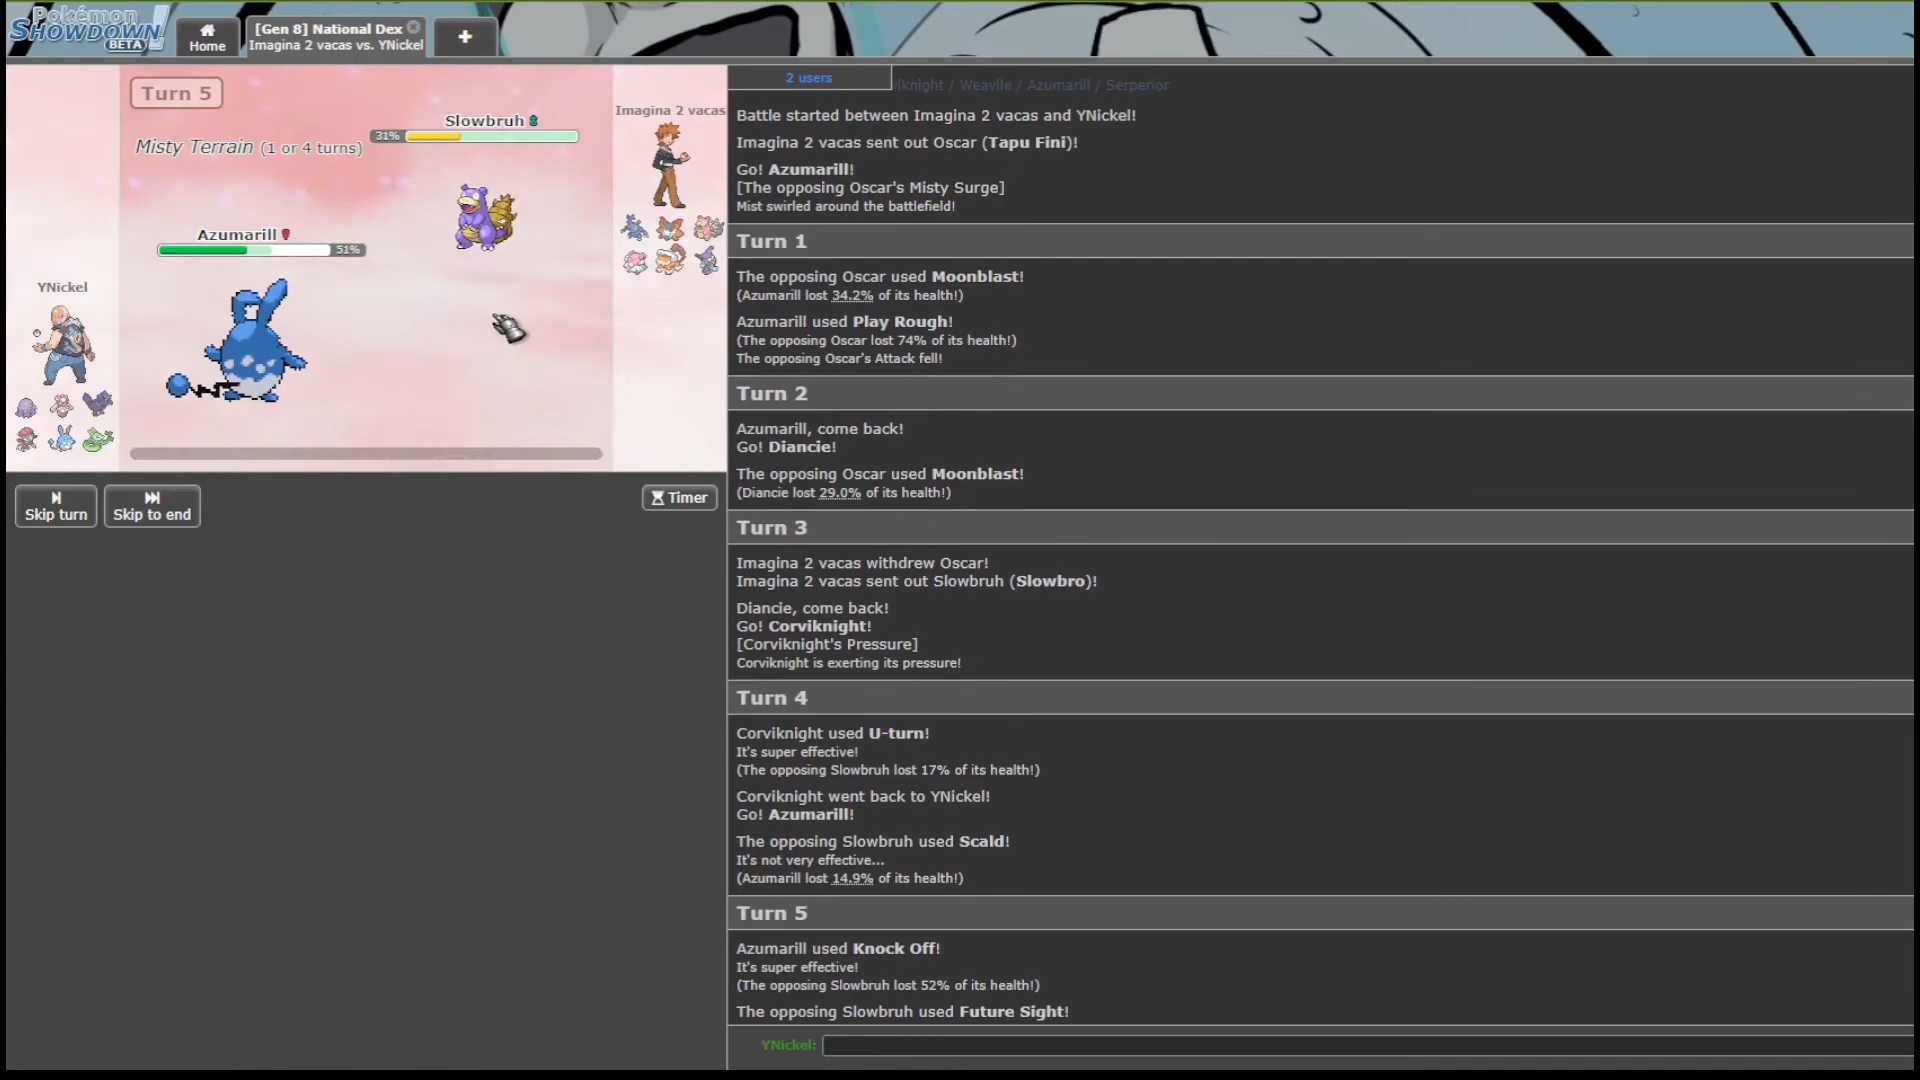 Pokémon
SHOWDOWN!
BETA
Home
[Gen 8] National Dex
Imagina 2 vacas vs. YNickel
+
Turn 5
Misty Terrain (1 or 4 turns)
Slowbruh
31%
Azumarill
51%
Imagina 2 vacas
YNickel
Skip turn
Skip to end
Timer
2 users
/ Weavile / Azumarill / Serperior
Battle started between Imagina 2 vacas and YNickel!
Imagina 2 vacas sent out Oscar (Tapu Fini)!
Go! Azumarill!
[The opposing Oscar's Misty Surge]
Mist swirled around the battlefield!
Turn 1
The opposing Oscar used Moonblast!
(Azumarill lost 34.2% of its health!)
Azumarill used Play Rough!
(The opposing Oscar lost 74% of its health!)
The opposing Oscar's Attack fell!
Turn 2
Azumarill, come back!
Go! Diancie!
The opposing Oscar used Moonblast!
(Diancie lost 29.0% of its health!)
Turn 3
Imagina 2 vacas withdrew Oscar!
Imagina 2 vacas sent out Slowbruh (Slowbro)!
Diancie, come back!
Go! Corviknight!
[Corviknight's Pressure]
Corviknight is exerting its pressure!
Turn 4
Corviknight used U-turn!
It's super effective!
(The opposing Slowbruh lost 17% of its health!)
Corviknight went back to YNickel!
Go! Azumarill!
The opposing Slowbruh used Scald!
It's not very effective...
(Azumarill lost 14.9% of its health!)
Turn 5
Azumarill used Knock Off!
It's super effective!
(The opposing Slowbruh lost 52% of its health!)
The opposing Slowbruh used Future Sight!
YNickel: